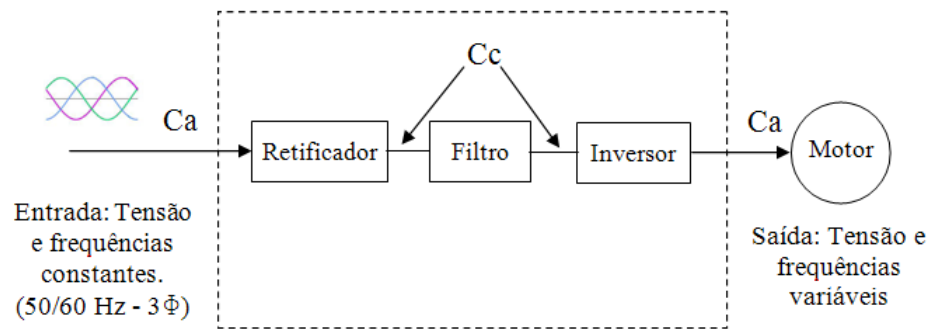 Cc
Ca
Ca
Retificador
Filtro
Inversor
Motor
Entrada: Tensão
e frequências
constantes.
(50/60 Hz - 3Φ)
Saída: Tensão e
frequências
variáveis